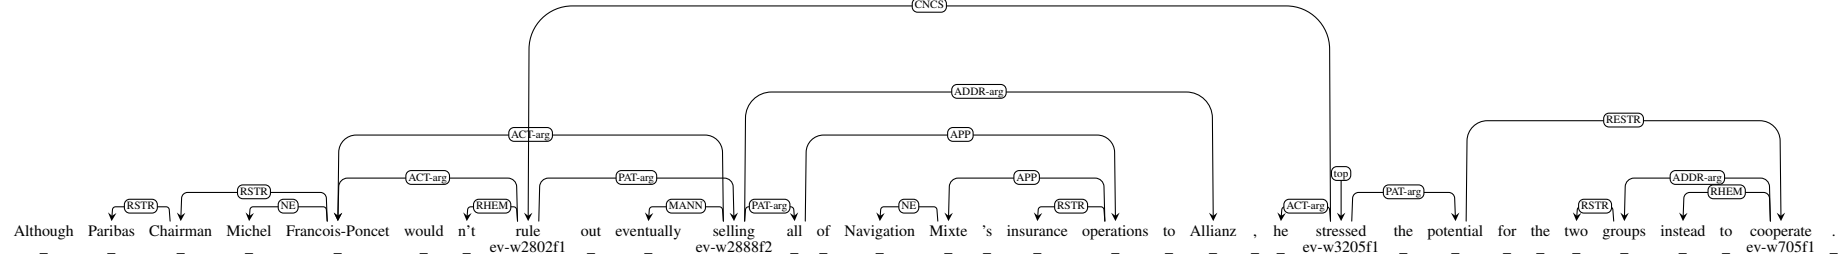 CNCS
ADDR-arg
RESTR
ACT-arg APP
top
ACT-arg PAT-arg APP ADDR-arg
RSTR PAT-arg RHEM
RSTR NE RHEM MANN PAT-arg NE RSTR ACT-arg RSTR
Although Paribas Chairman Michel Francois-Poncet would n't rule out eventually selling all of Navigation Mixte 's insurance operations to Allianz , he stressed the potential for the two groups instead to cooperate .
_ _ _ _ _ _ _ ev-w2802f1 _ _ ev-w2888f2 _ _ _ _ _ _ _ _ _ _ _ ev-w3205f1 _ _ _ _ _ _ _ _ ev-w705f1 _